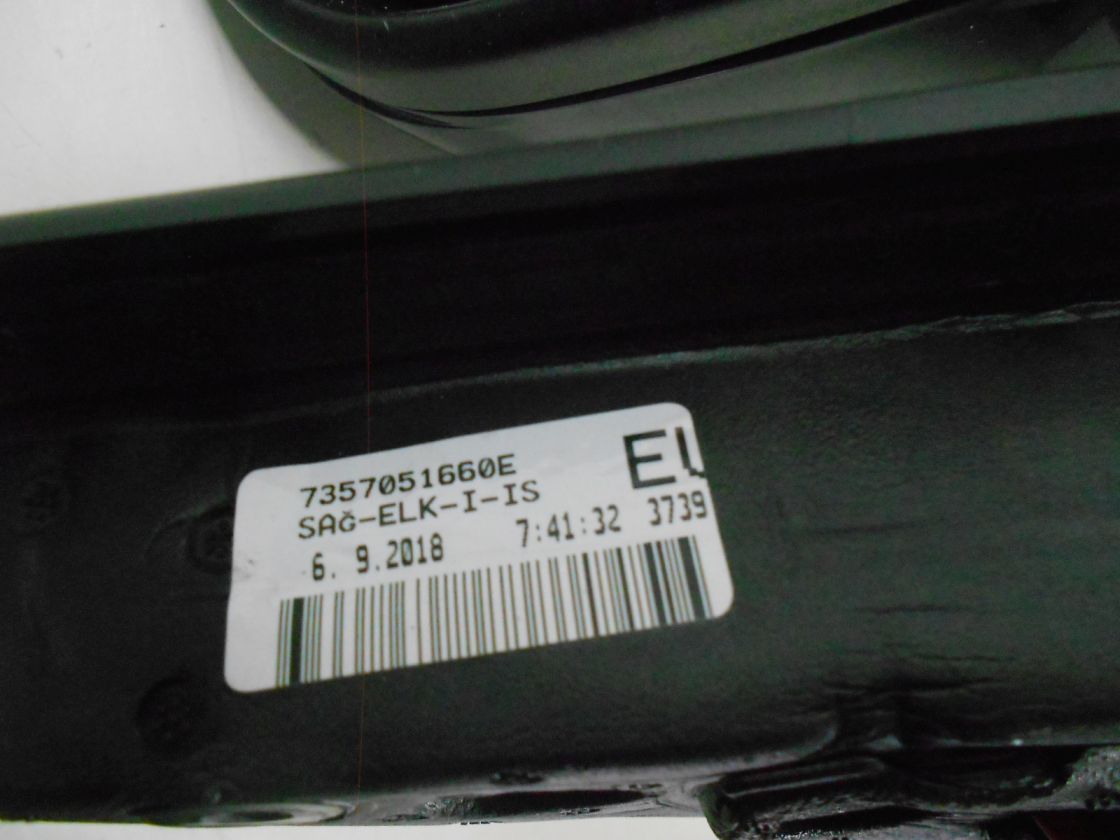 7357051660E
SAĞ-ELK-I-IS
6. 9.2018 7:41:32 3739